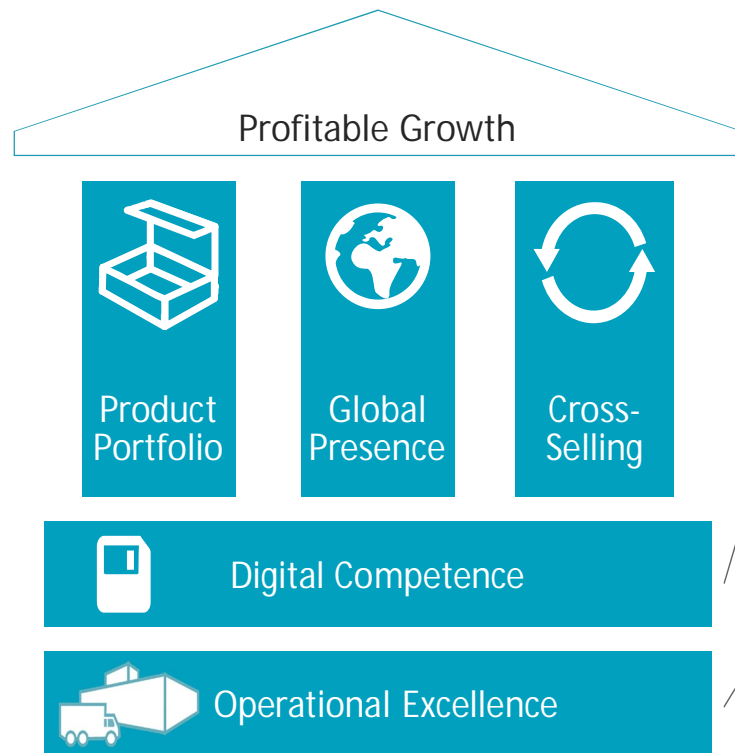 Profitable Growth
Product
Portfolio
Global
Presence
Cross-
Selling
Digital Competence
Operational Excellence